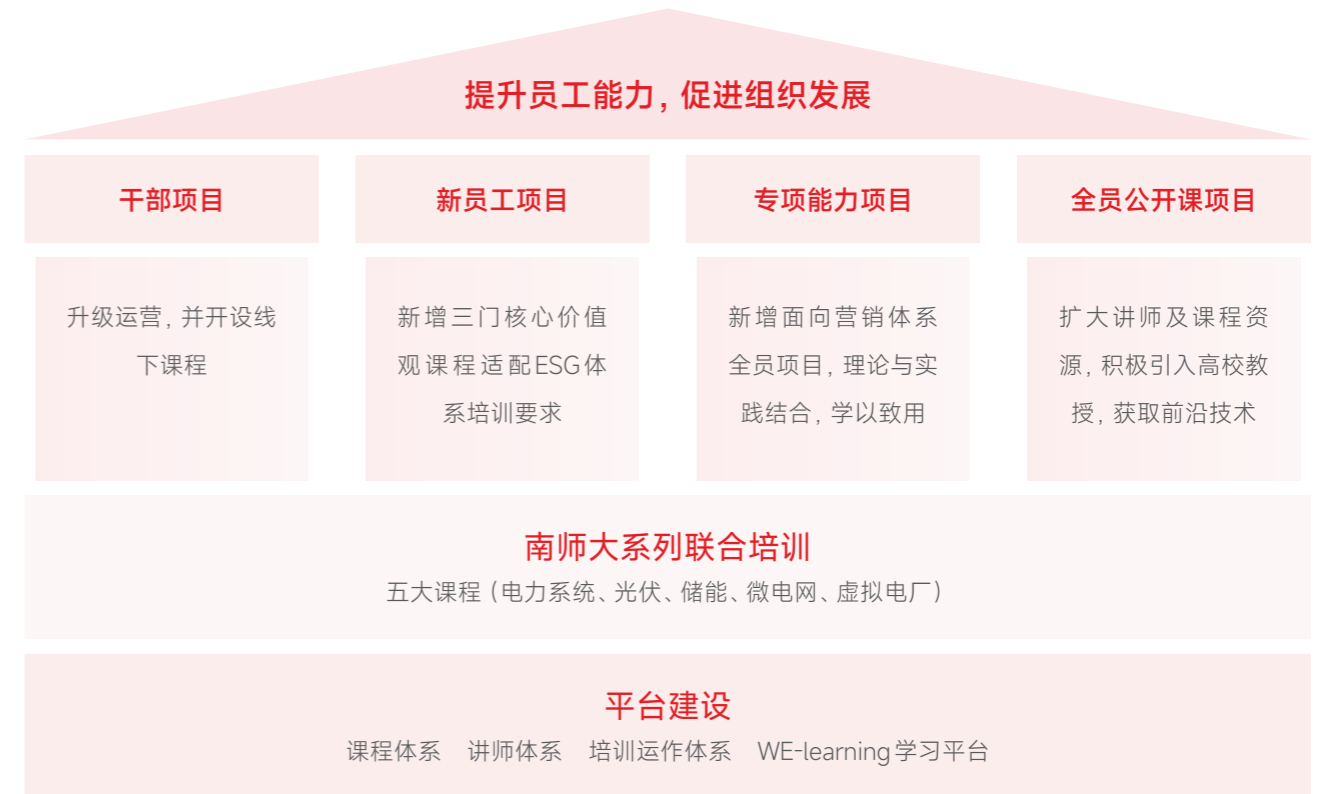 提升员工能力，促进组织发展
干部项目
新员工项目
专项能力项目
全员公开课项目
升级运营，并开设线
下课程
新增三门核心价值
观课程适配ESG体
系培训要求
新增面向营销体系
全员项目，理论与实
践结合，学以致用
扩大讲师及课程资
源，积极引入高校教
授，获取前沿技术
南师大系列联合培训
五大课程（电力系统、光伏、储能、微电网、虚拟电厂）
平台建设
课程体系 讲师体系 培训运作体系 WE-learning学习平台